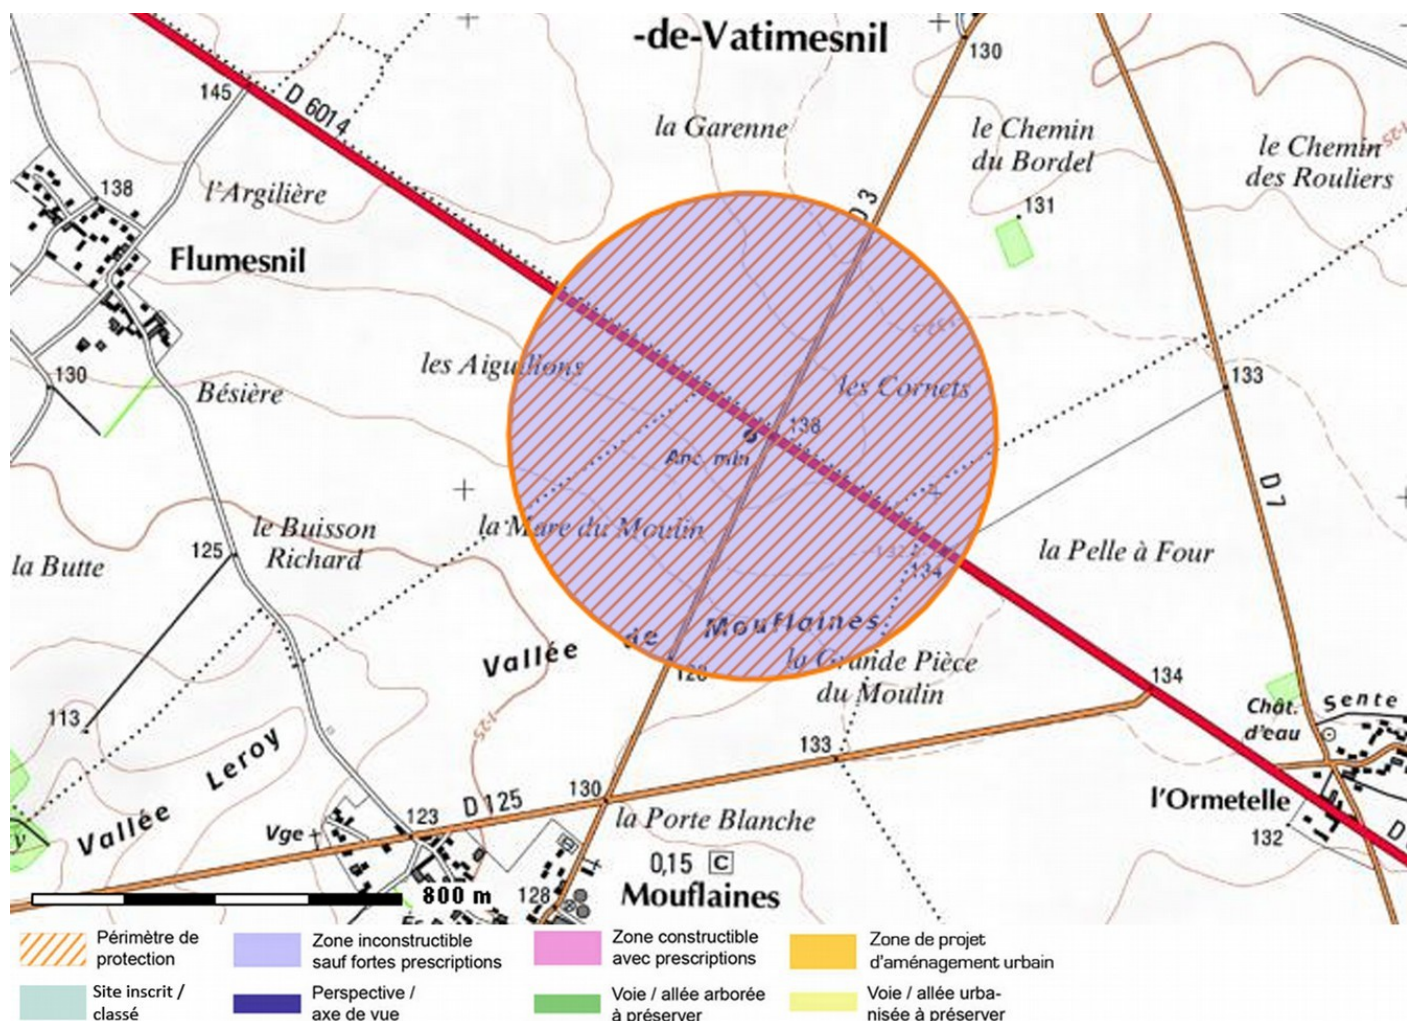 -de-Vatimesnil
130
145
D 6014
la Garenne
le Chemin
du Bordel
le Chemin
des Rouliers
138
l'Argilière
131
D 3
Flumesnil
les Aiguillons
les Cornets
130
Bésière
133
138
Anc. min
D 7
la Mare du Moulin
le Buisson
Richard
125
la Butte
la Pelle à Four
134
de Mouflaines
Vallée
la Grande Pièce
du Moulin
128
134
113
Chât.
d'eau
Sente
133
Leroy
Vallée
130
D 125
123
Vge
la Porte Blanche
l'Ormetelle
132
D
0,15 C
Mouflaines
128
800 m
Périmètre de
protection
Zone inconstructible
sauf fortes prescriptions
Zone constructible
avec prescriptions
Zone de projet
d'aménagement urbain
Site inscrit /
classé
Perspective /
axe de vue
Voie / allée arborée
à préserver
Voie / allée urba-
nisée à préserver